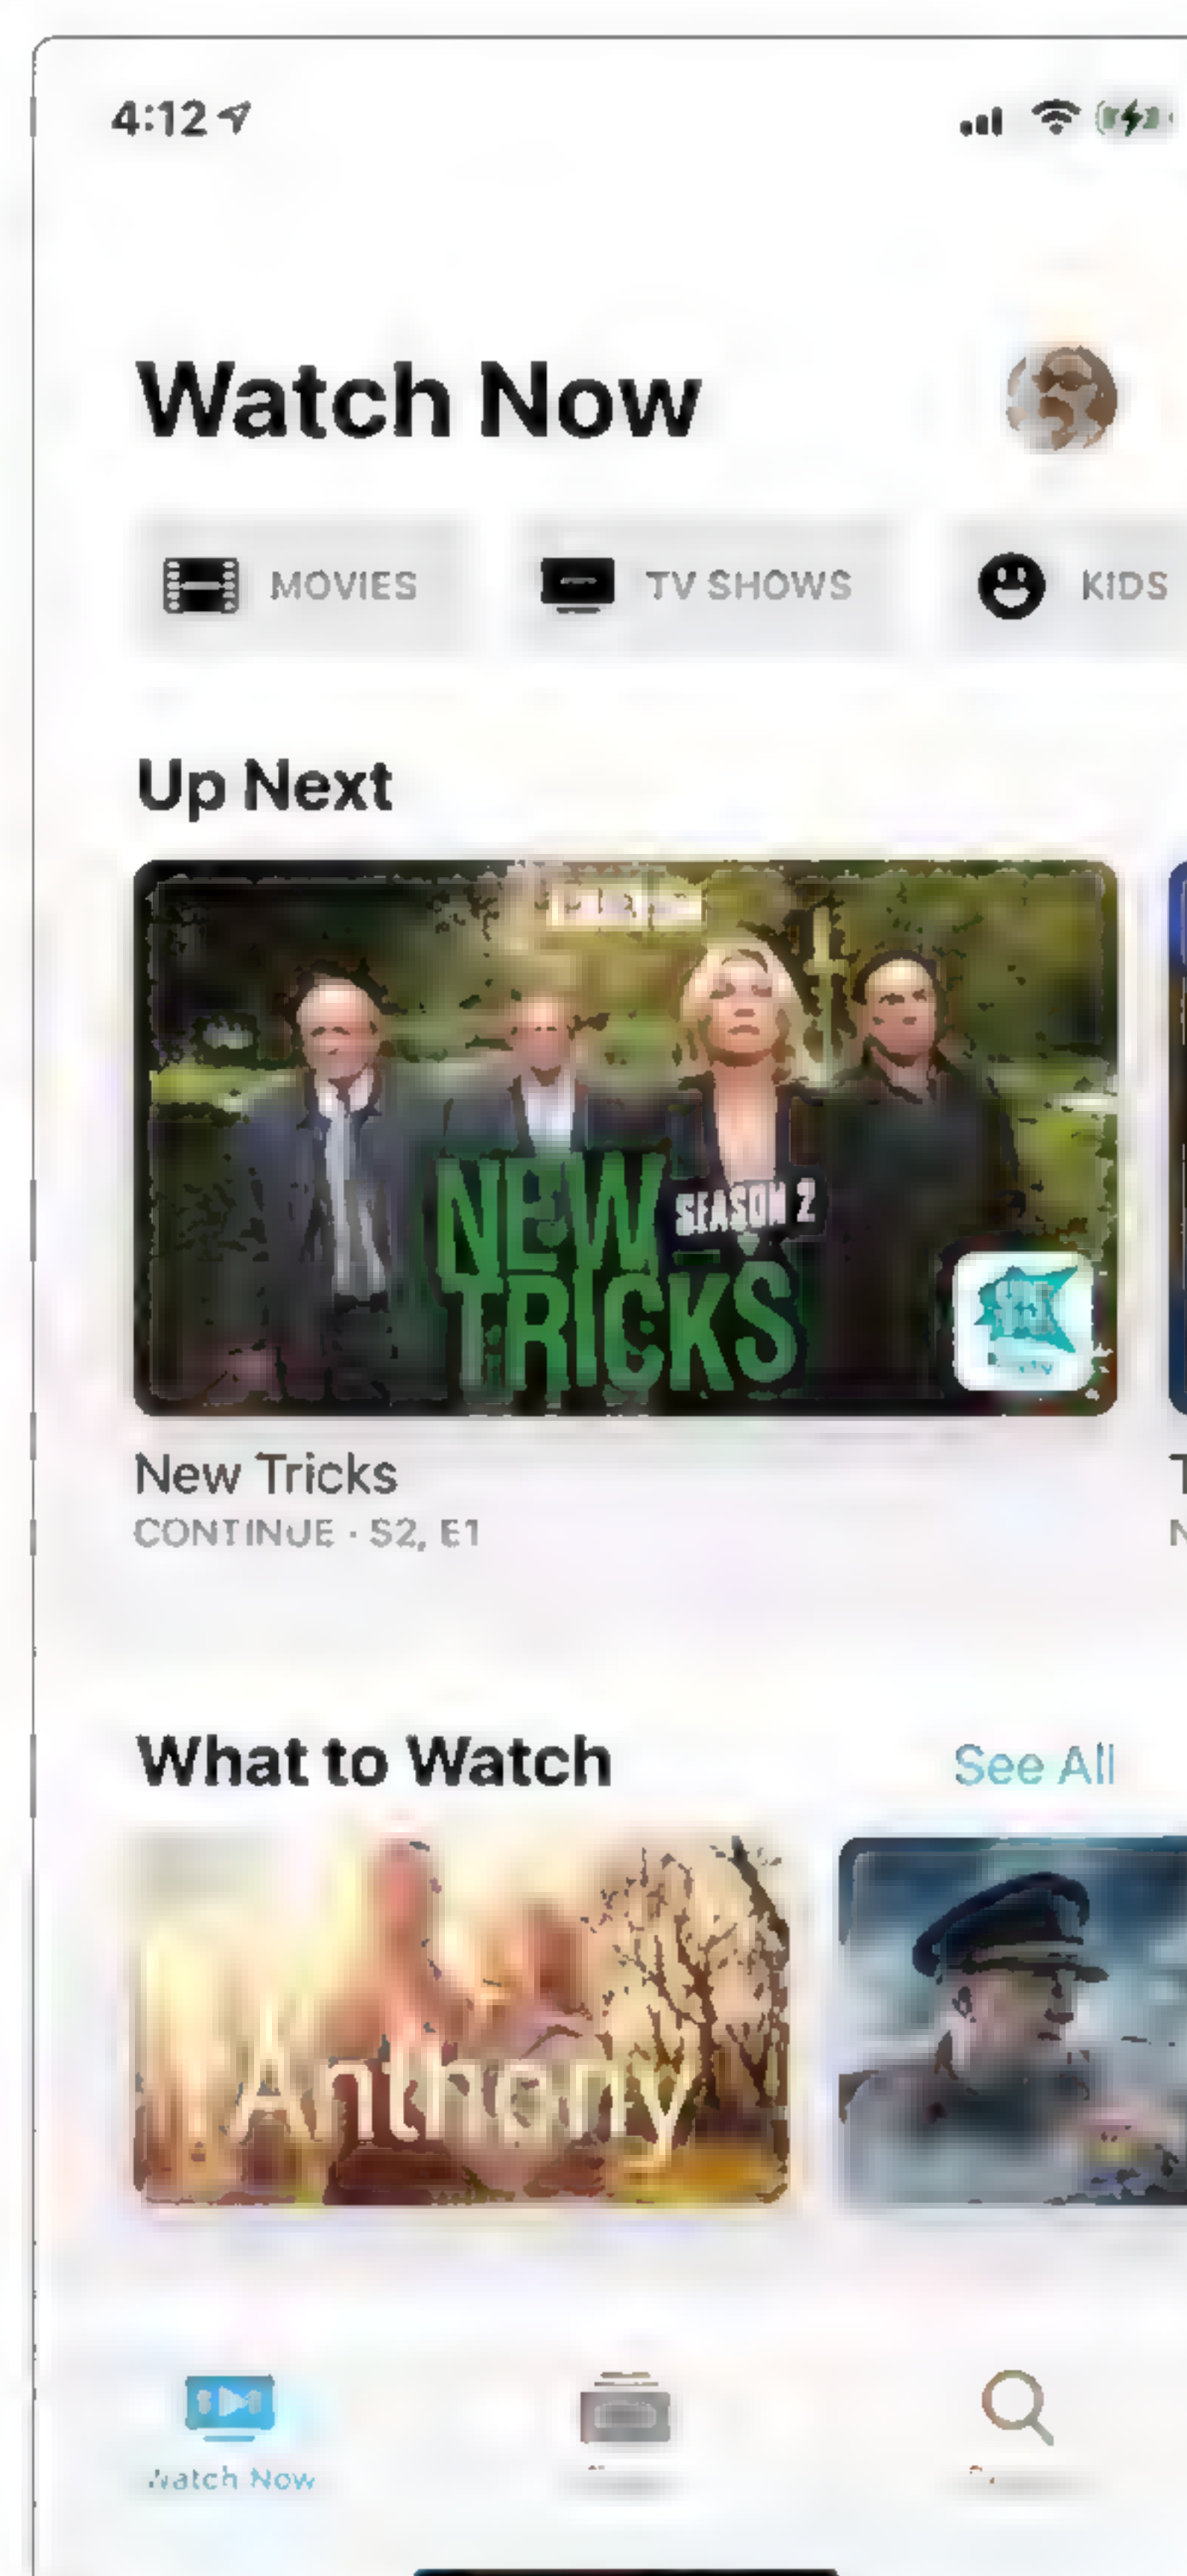 4:12
Watch Now
MOVIES TV SHOWS KIDS
Up Next
NEW SEASON 2
TRICKS
New Tricks
T
CONTINUE · S2, E1
N
What to Watch See All
Anthony
Watch Now